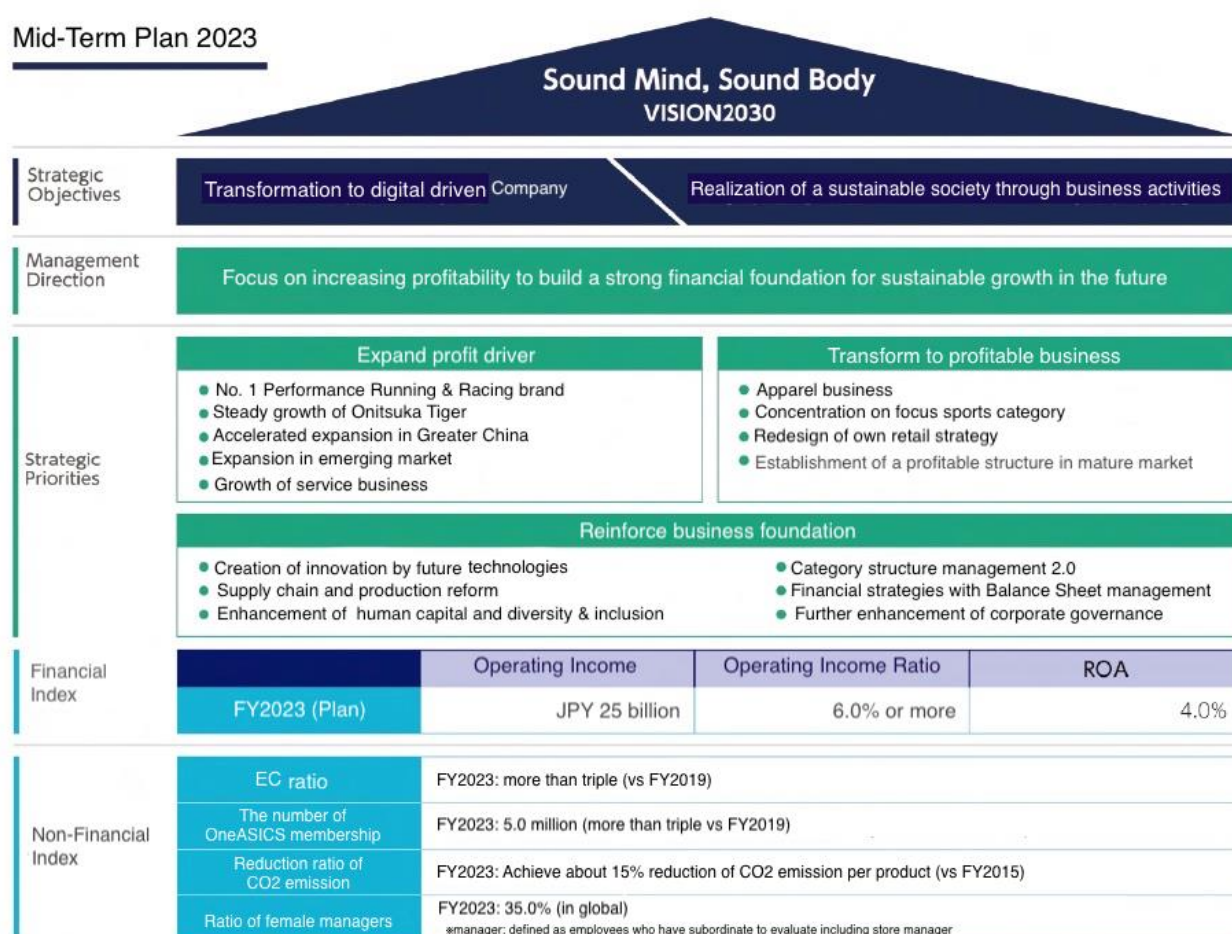 Mid-Term Plan 2023
Sound Mind, Sound Body
VISION2030
Strategic
Objectives
Transformation to digital driven Company
Realization of a sustainable society through business activities
Management
Direction
Focus on increasing profitability to build a strong financial foundation for sustainable growth in the future
Strategic
Priorities
Expand profit driver
● No. 1 Performance Running & Racing brand
● Steady growth of Onitsuka Tiger
● Accelerated expansion in Greater China
● Expansion in emerging market
● Growth of service business
Transform to profitable business
● Apparel business
● Concentration on focus sports category
● Redesign of own retail strategy
● Establishment of a profitable structure in mature market
Reinforce business foundation
● Creation of innovation by future technologies
● Supply chain and production reform
● Enhancement of human capital and diversity & inclusion
● Category structure management 2.0
● Financial strategies with Balance Sheet management
● Further enhancement of corporate governance
Financial
Index
Operating Income
Operating Income Ratio
ROA
FY2023 (Plan)
JPY 25 billion
6.0% or more
4.0%
Non-Financial
Index
EC ratio
FY2023: more than triple (vs FY2019)
The number of
OneASICS membership
FY2023: 5.0 million (more than triple vs FY2019)
Reduction ratio of
CO2 emission
FY2023: Achieve about 15% reduction of CO2 emission per product (vs FY2015)
Ratio of female managers
FY2023: 35.0% (in global)
※manager: defined as employees who have subordinate to evaluate including store manager